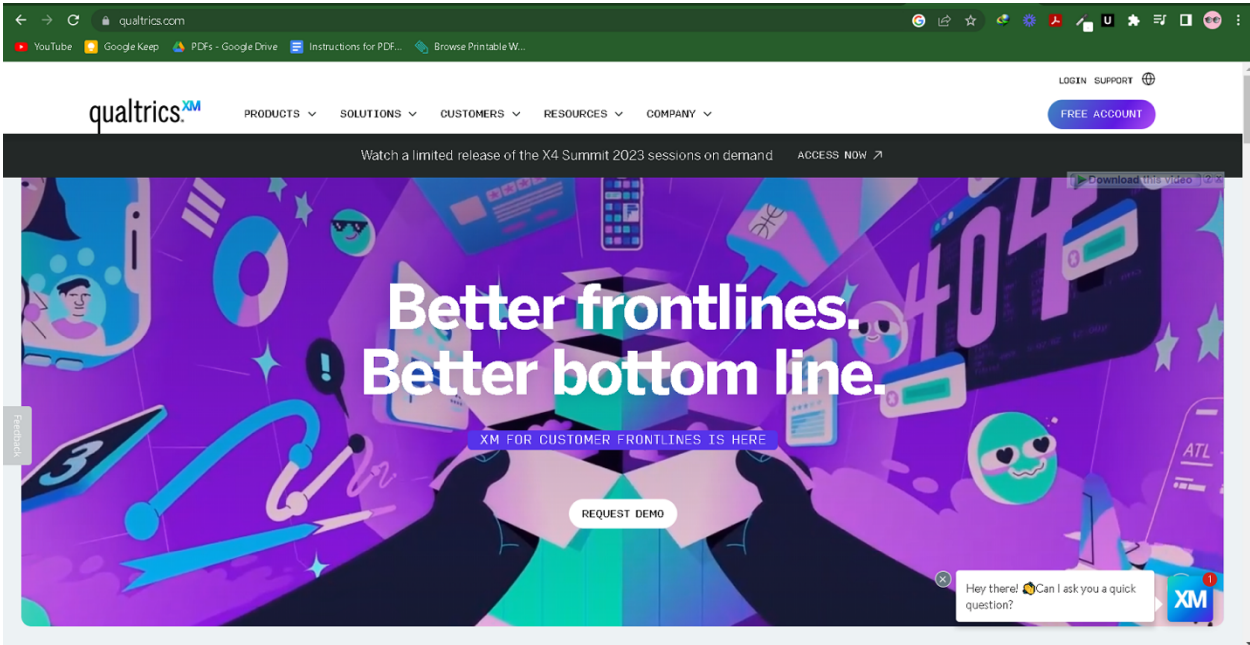 qualtrics.com
YouTube Google Keep PDFs - Google Drive Instructions for PDF... Browse Printable W...
LOGIN SUPPORT
qualtrics.XM PRODUCTS SOLUTIONS CUSTOMERS RESOURCES COMPANY FREE ACCOUNT
Watch a limited release of the X4 Summit 2023 sessions on demand ACCESS NOW
Download this video ? X
404
Better frontlines.
Better bottom line.
!
Feedback
3
XM FOR CUSTOMER FRONTLINES IS HERE
ATL
REQUEST DEMO
Hey there! 👋Can I ask you a quick
question?
XM
1